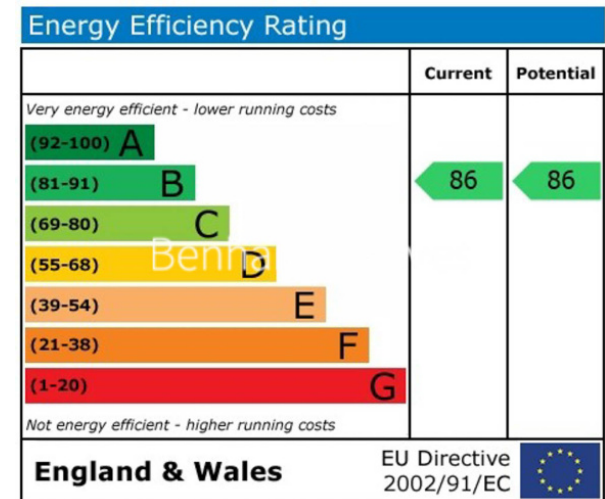 Energy Efficiency Rating
Current Potential
Very energy efficient - lower running costs
(92-100) A
(81-91) B 86 86
(69-80) C
(55-68) D
(39-54) E
(21-38) F
(1-20) G
Not energy efficient - higher running costs
England & Wales
EU Directive
2002/91/EC